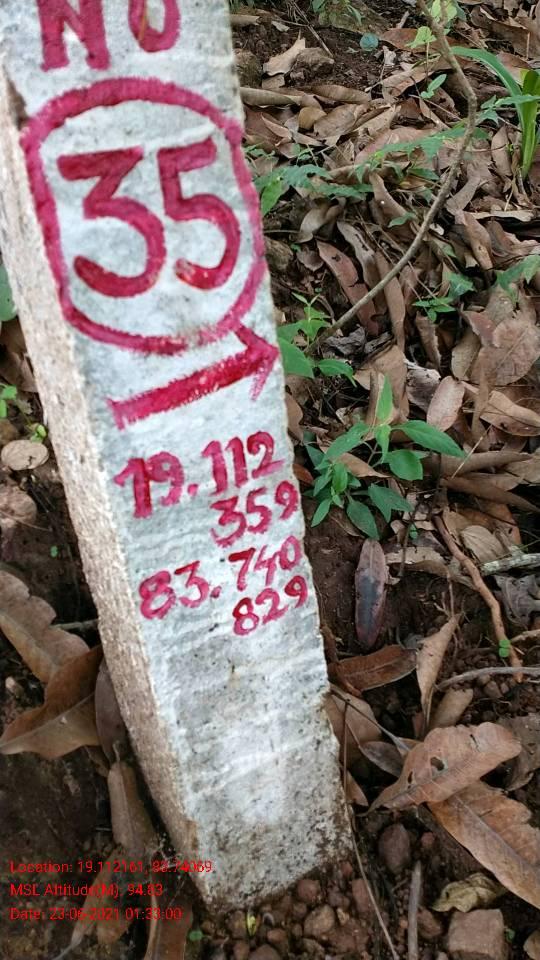 NO
35
19.112
359
83.740
829
Location: 19.112161, 83.74069
MSL Altitude(M), 94.83
Date: 23-06-2021 01:33:00